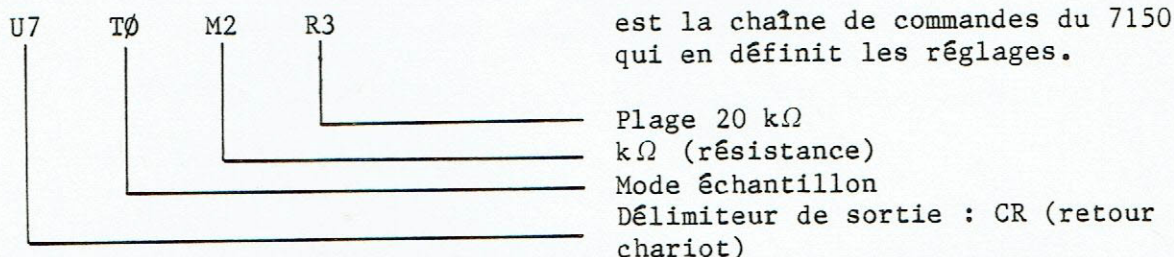 U7 TØ M2 R3 est la chaîne de commandes du 7150
qui en définit les réglages.
Plage 20 kΩ
kΩ (résistance)
Mode échantillon
Délimiteur de sortie : CR (retour
chariot)